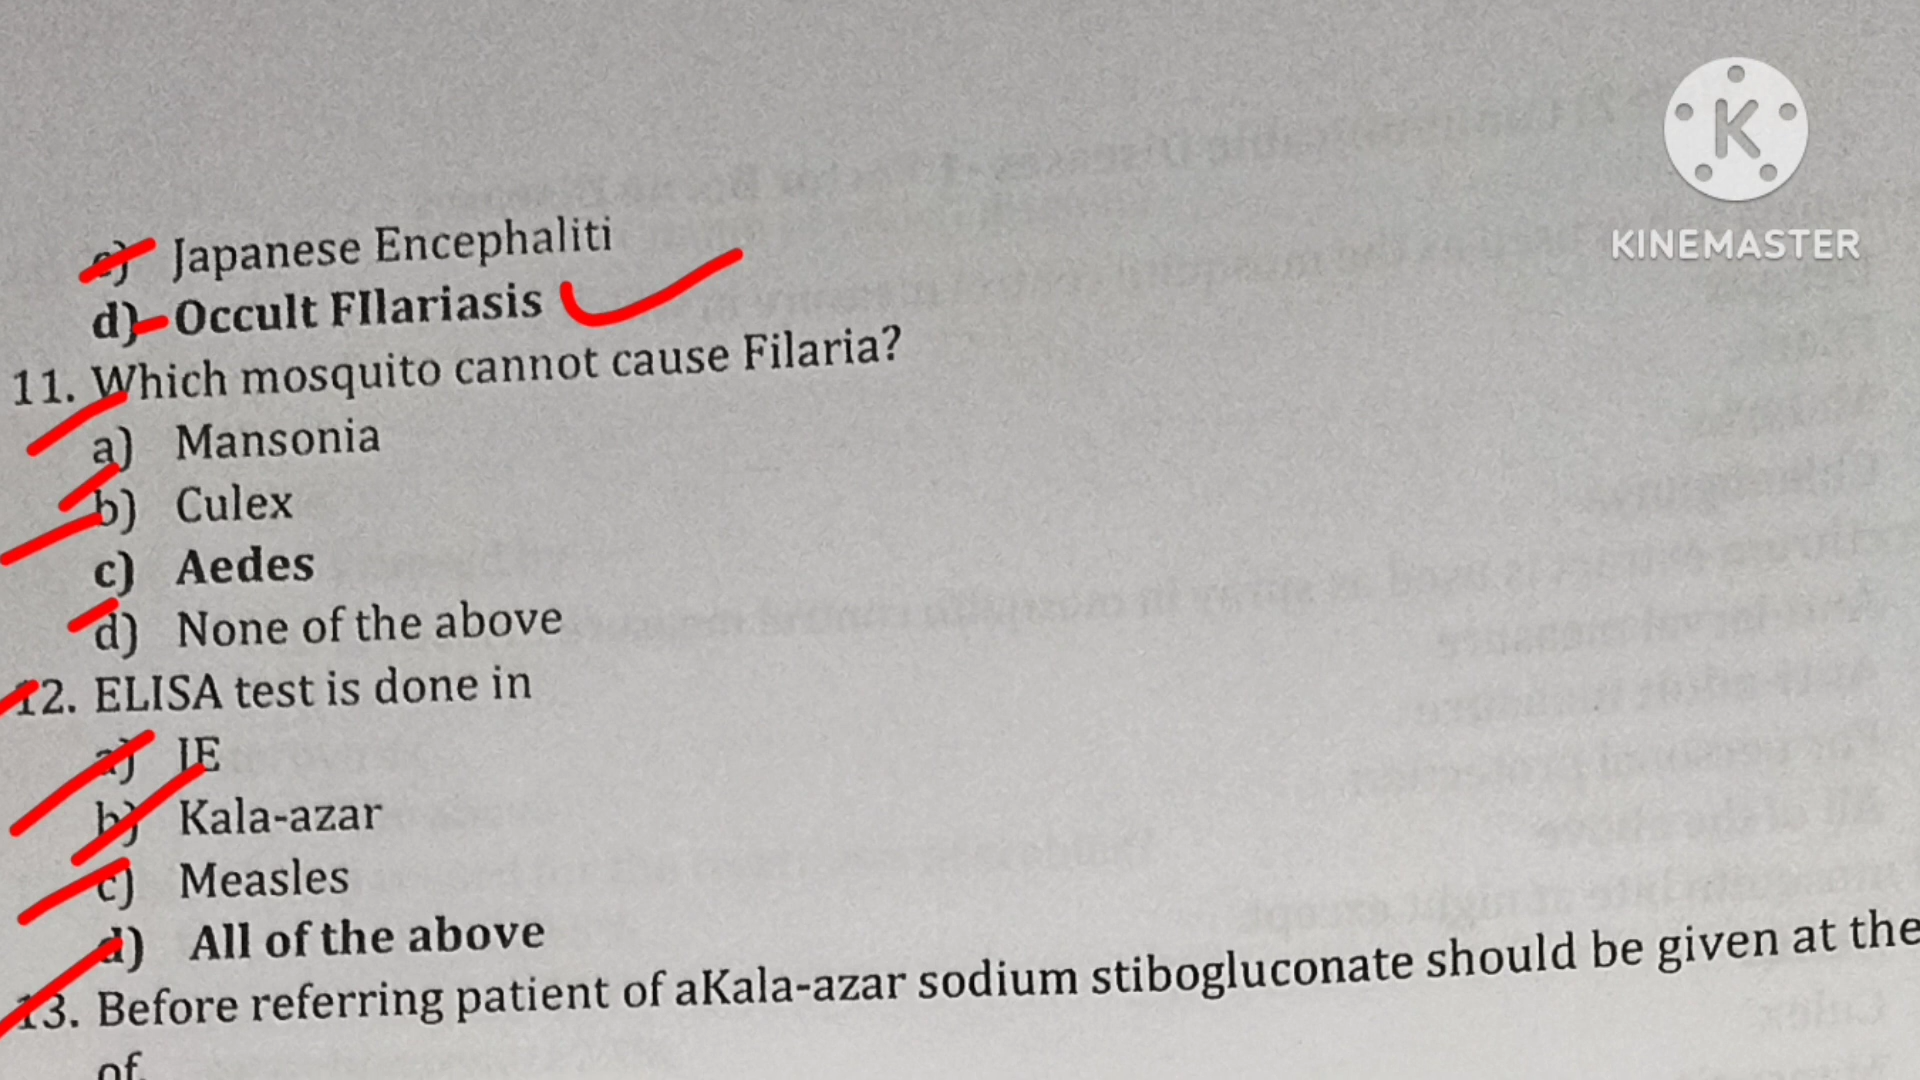 K
KINEMASTER
c) Japanese Encephaliti
d) Occult FIlariasis
11. Which mosquito cannot cause Filaria?
a) Mansonia
b) Culex
c) Aedes
d) None of the above
12. ELISA test is done in
a) JE
b) Kala-azar
c) Measles
d) All of the above
13. Before referring patient of aKala-azar sodium stibogluconate should be given at the
of